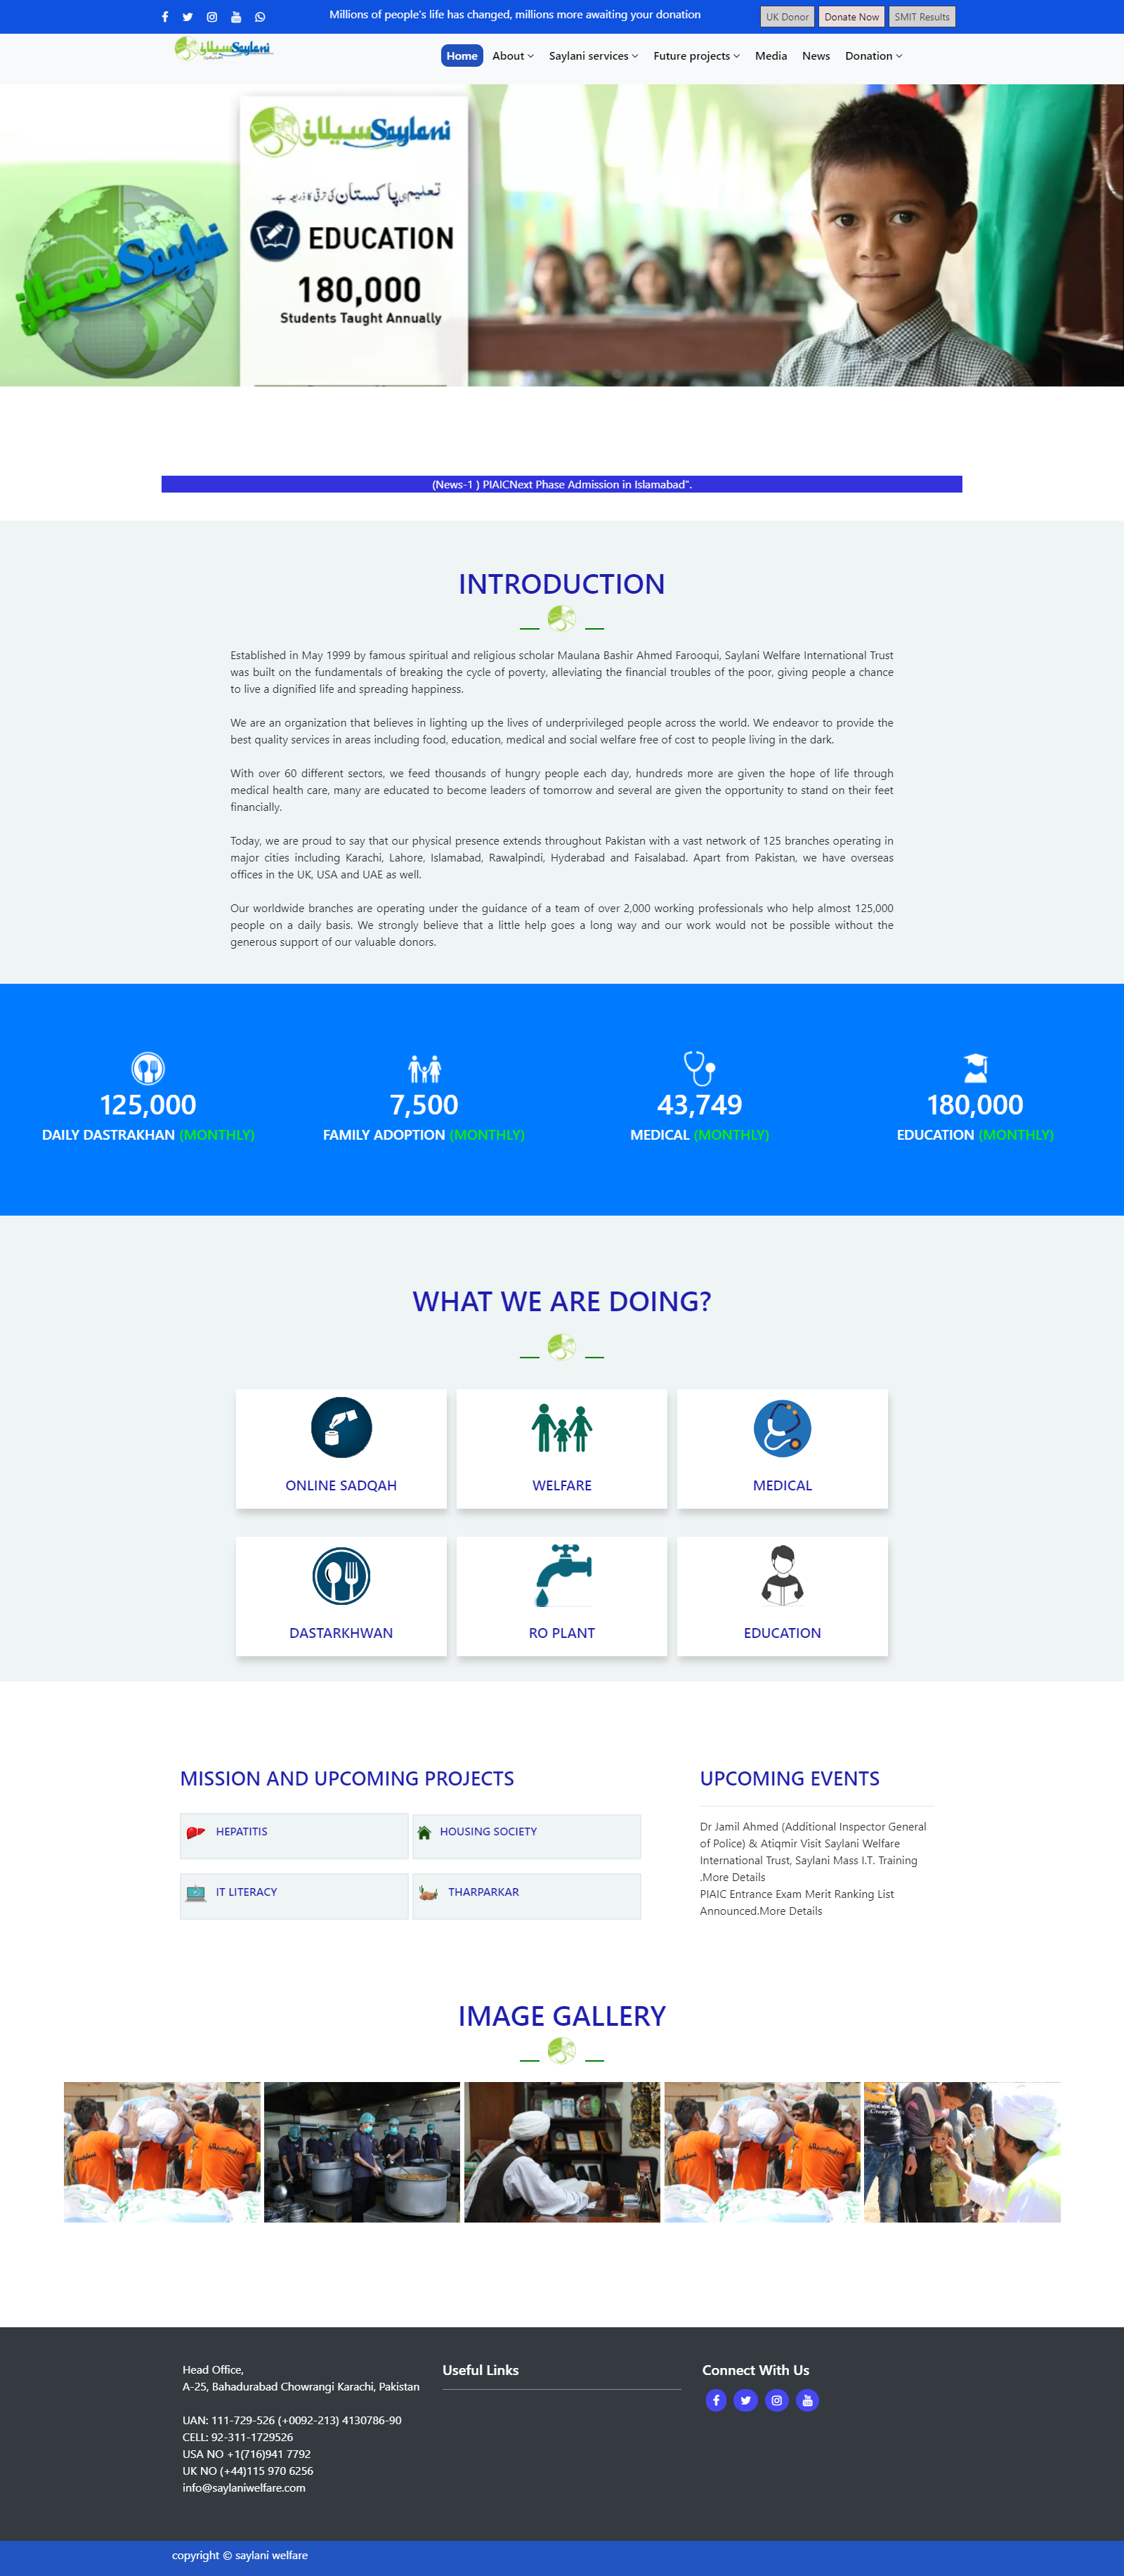 Millions of people's life has changed, millions more awaiting your donation
UK Donor Donate Now SMIT Results
سیلانی Saylani
Home About Saylani services Future projects Media News Donation
سیلانی Saylani
تعلیم ہی پاکستان کی ترقی کا ذریعہ ہے۔
EDUCATION
180,000
Students Taught Annually
سیلانی Saylani
(News-1 ) PIAICNext Phase Admission in Islamabad".
INTRODUCTION
Established in May 1999 by famous spiritual and religious scholar Maulana Bashir Ahmed Farooqui, Saylani Welfare International Trust
was built on the fundamentals of breaking the cycle of poverty, alleviating the financial troubles of the poor, giving people a chance
to live a dignified life and spreading happiness.
We are an organization that believes in lighting up the lives of underprivileged people across the world. We endeavor to provide the
best quality services in areas including food, education, medical and social welfare free of cost to people living in the dark.
With over 60 different sectors, we feed thousands of hungry people each day, hundreds more are given the hope of life through
medical health care, many are educated to become leaders of tomorrow and several are given the opportunity to stand on their feet
financially.
Today, we are proud to say that our physical presence extends throughout Pakistan with a vast network of 125 branches operating in
major cities including Karachi, Lahore, Islamabad, Rawalpindi, Hyderabad and Faisalabad. Apart from Pakistan, we have overseas
offices in the UK, USA and UAE as well.
Our worldwide branches are operating under the guidance of a team of over 2,000 working professionals who help almost 125,000
people on a daily basis. We strongly believe that a little help goes a long way and our work would not be possible without the
generous support of our valuable donors.
125,000
DAILY DASTRAKHAN (MONTHLY)
7,500
FAMILY ADOPTION (MONTHLY)
43,749
MEDICAL (MONTHLY)
180,000
EDUCATION (MONTHLY)
WHAT WE ARE DOING?
ONLINE SADQAH
WELFARE
MEDICAL
DASTARKHWAN
RO PLANT
EDUCATION
MISSION AND UPCOMING PROJECTS
HEPATITIS
HOUSING SOCIETY
IT LITERACY
THARPARKAR
UPCOMING EVENTS
Dr Jamil Ahmed (Additional Inspector General
of Police) & Atiqmir Visit Saylani Welfare
International Trust, Saylani Mass I.T. Training
.More Details
PIAIC Entrance Exam Merit Ranking List
Announced.More Details
IMAGE GALLERY
Head Office,
A-25, Bahadurabad Chowrangi Karachi, Pakistan
UAN: 111-729-526 (+0092-213) 4130786-90
CELL: 92-311-1729526
USA NO +1(716)941 7792
UK NO (+44)115 970 6256
info@saylaniwelfare.com
Useful Links
Connect With Us
copyright © saylani welfare